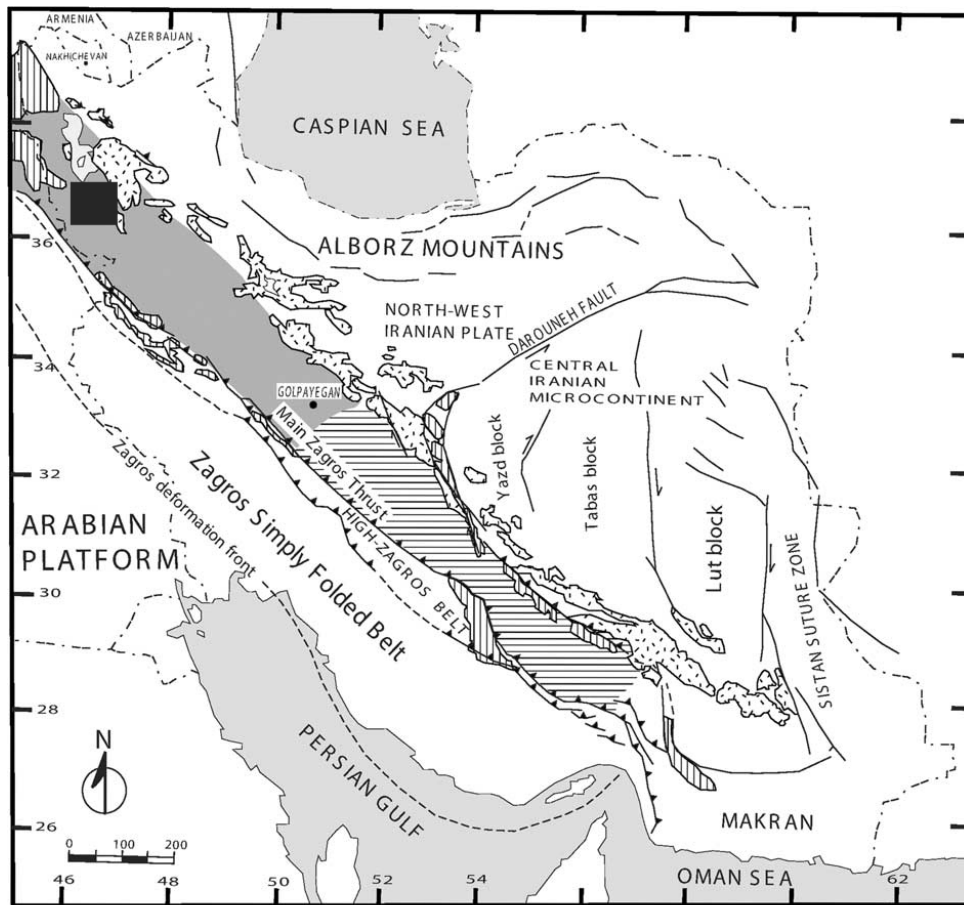 ARMENIA
AZERBAIJAN
NAKHICHEVAN
CASPIAN SEA
36
ALBORZ MOUNTAINS
NORTH-WEST
IRANIAN PLATE
DAROUNEH FAULT
34
CENTRAL
IRANIAN
MICROCONTINENT
GOLPAYEGAN
Main Zagros Thrust
32
Yazd block
Tabas block
Lut block
Zagros deformation front
Zagros Simply Folded Belt
HIGH-ZAGROS BELT
ARABIAN
PLATFORM
30
SISTAN SUTURE ZONE
28
N
PERSIAN GULF
26
MAKRAN
0 100 200
OMAN SEA
46 48 50 52 54 62